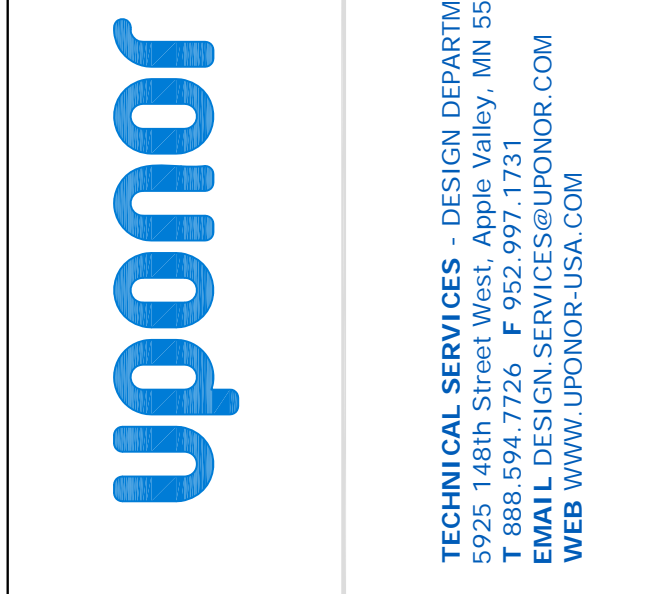 uponor
TECHNICAL SERVICES - DESIGN DEPARTM
5925 148th Street West, Apple Valley, MN 55
T 888.594.7726 F 952.997.1731
EMAIL DESIGN.SERVICES@UPONOR.COM
WEB WWW.UPONOR-USA.COM